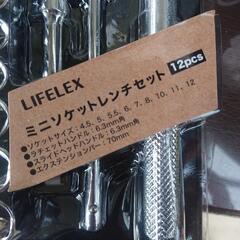 LIFELEX
ミニソケットレンチセット 12pcs
●ソケットサイズ：4.5、5、5.5、6、7、8、10、11、12
●ラチェットハンドル：6.3mm角
●スライドヘッドハンドル：6.3mm角
●エクステンションバー：70mm